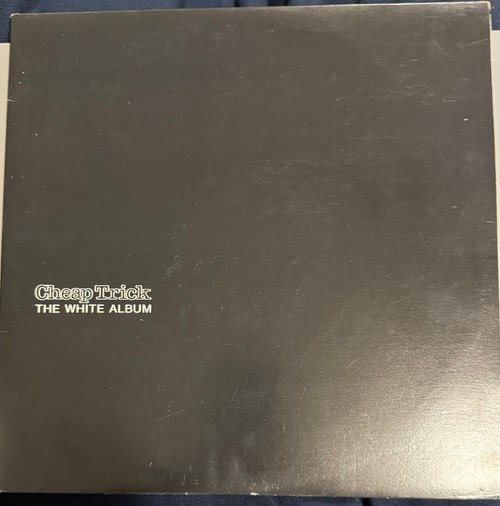 Cheap Trick
THE WHITE ALBUM